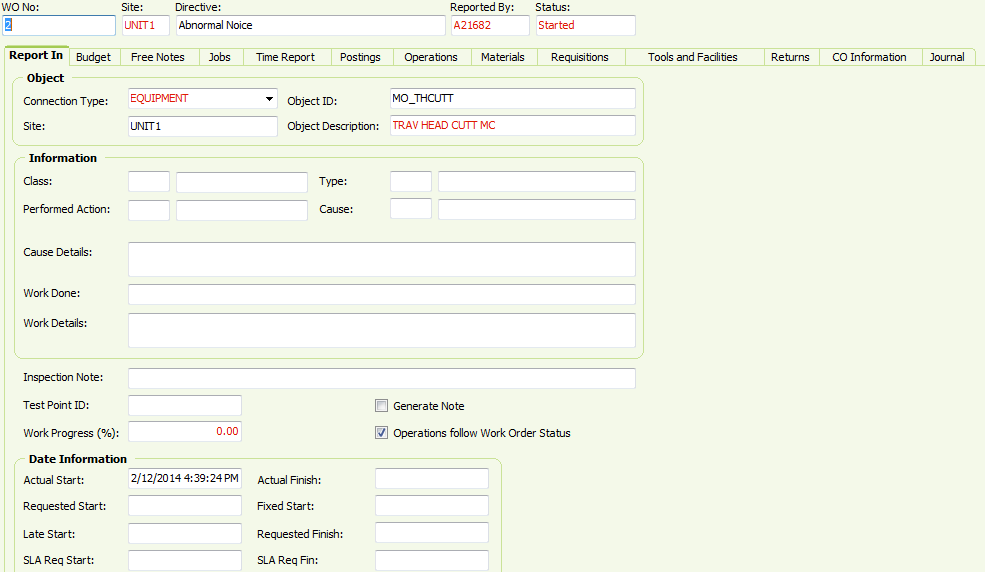 WO No: Site: Directive: Reported By: Status:
2 UNIT1 Abnormal Noice A21682 Started
Report In Budget Free Notes Jobs Time Report Postings Operations Materials Requisitions Tools and Facilities Returns CO Information Journal
Object
Connection Type: EQUIPMENT Object ID: MO_THCUTT
Site: UNIT1 Object Description: TRAV HEAD CUTT MC
Information
Class: Type:
Performed Action: Cause:
Cause Details:
Work Done:
Work Details:
Inspection Note:
Test Point ID: Generate Note
Work Progress (%): 0.00 Operations follow Work Order Status
Date Information
Actual Start: 2/12/2014 4:39:24 PM Actual Finish:
Requested Start: Fixed Start:
Late Start: Requested Finish:
SLA Req Start: SLA Req Fin: